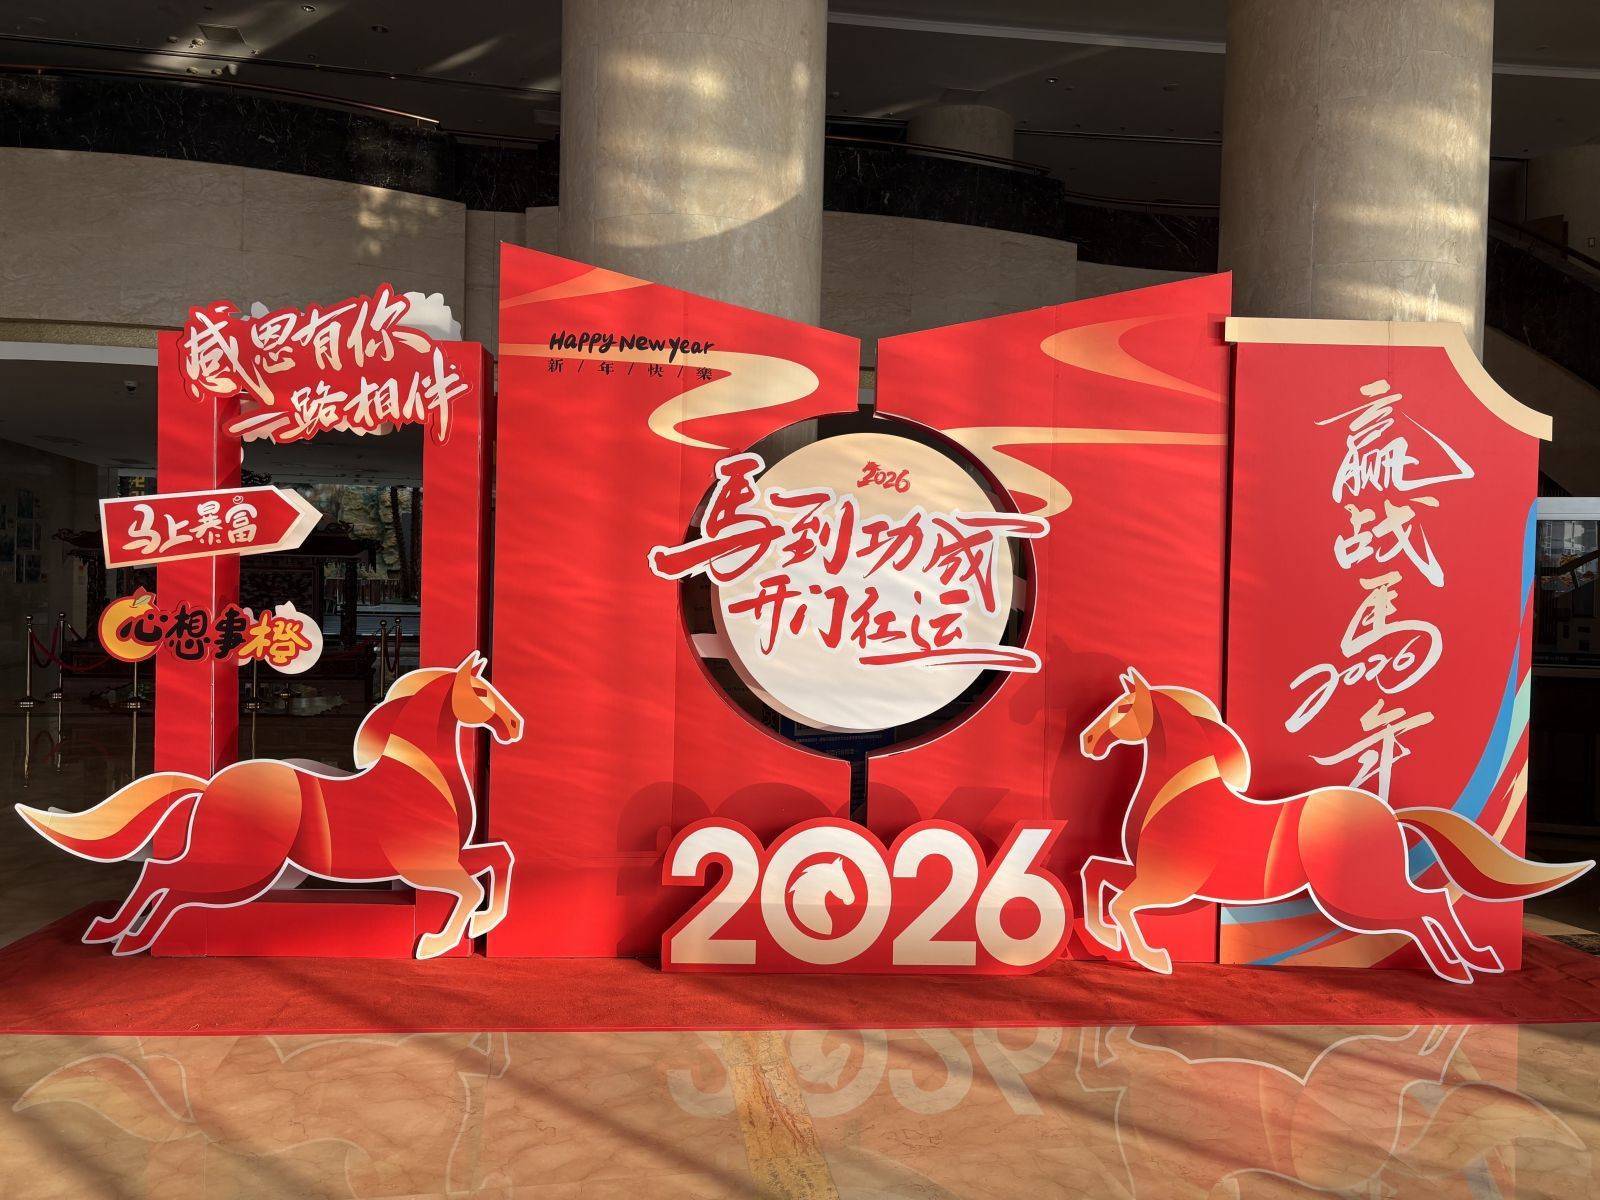 感恩有你
一路相伴
马上暴富
心想事橙
Happy New Year
新/年/快/樂
2026
馬到功成
开门红运
2026
赢战
馬
2026
年